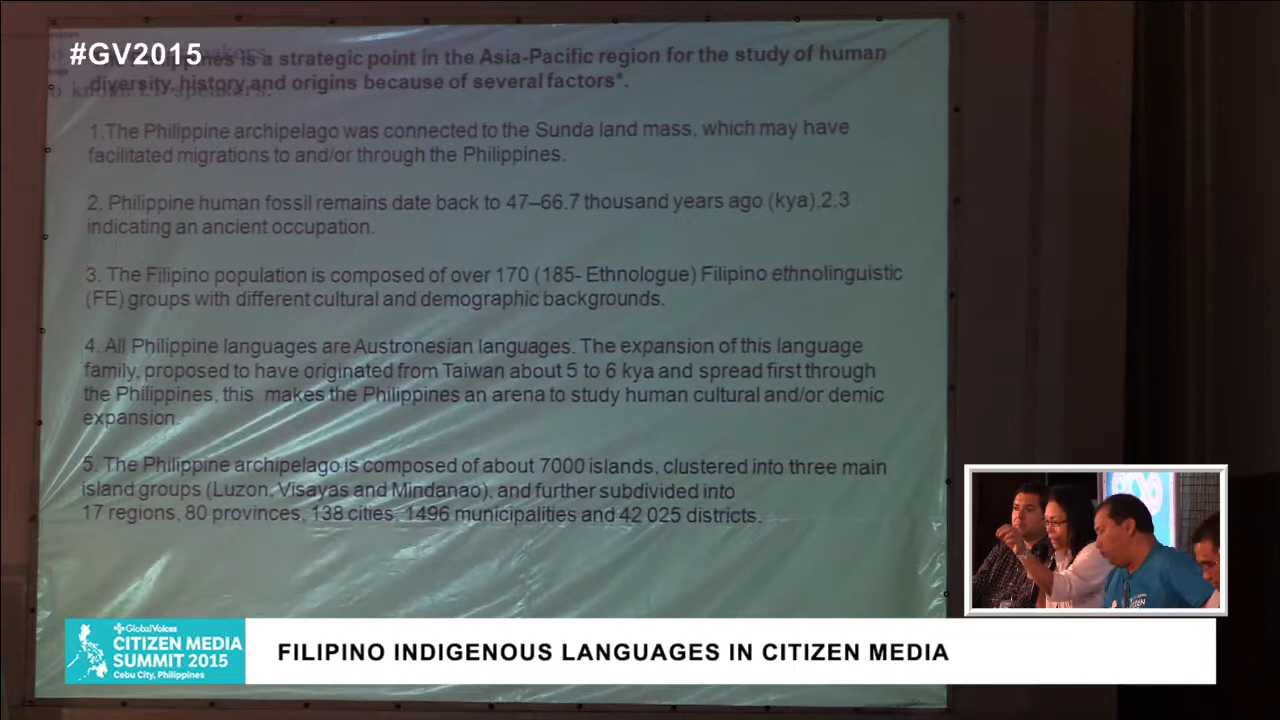 #GV2015
is a strategic point in the Asia-Pacific region for the study of human
diversity, history and origins because of several factors*.
1.The Philippine archipelago was connected to the Sunda land mass, which may have
facilitated migrations to and/or through the Philippines.
2. Philippine human fossil remains date back to 47–66.7 thousand years ago (kya),2.3
indicating an ancient occupation.
3. The Filipino population is composed of over 170 (185- Ethnologue) Filipino ethnolinguistic
(FE) groups with different cultural and demographic backgrounds.
4. All Philippine languages are Austronesian languages. The expansion of this language
family, proposed to have originated from Taiwan about 5 to 6 kya and spread first through
the Philippines, this makes the Philippines an arena to study human cultural and/or demic
expansion.
5. The Philippine archipelago is composed of about 7000 islands, clustered into three main
island groups (Luzon, Visayas and Mindanao), and further subdivided into
17 regions, 80 provinces, 138 cities, 1496 municipalities and 42 025 districts.
GlobalVoices
CITIZEN MEDIA
SUMMIT 2015
Cebu City, Philippines
FILIPINO INDIGENOUS LANGUAGES IN CITIZEN MEDIA